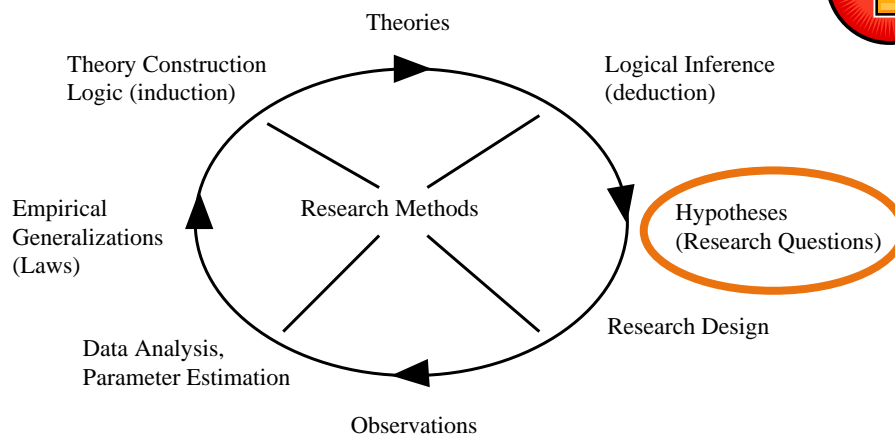 Theories
Theory Construction
Logic (induction)
Logical Inference
(deduction)
Empirical
Generalizations
(Laws)
Research Methods
Hypotheses
(Research Questions)
Data Analysis,
Parameter Estimation
Research Design
Observations